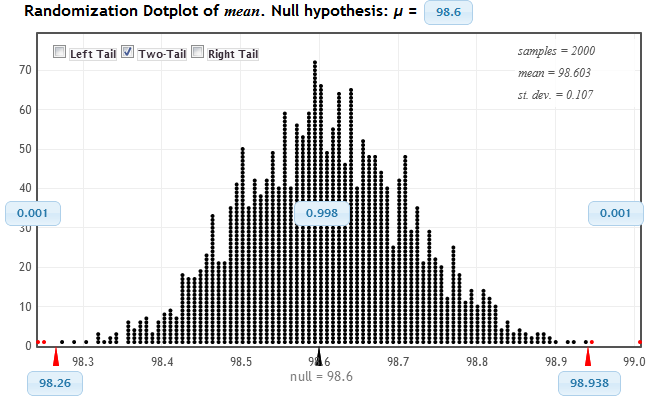 Randomization Dotplot of mean. Null hypothesis: μ = 98.6
Left Tail Two-Tail Right Tail
samples = 2000
mean = 98.603
st. dev. = 0.107
70
60
50
40
30
20
10
0
0.001 0.998 0.001
98.3 98.4 98.5 98.6 98.7 98.8 98.9 99.0
98.26 null = 98.6 98.938